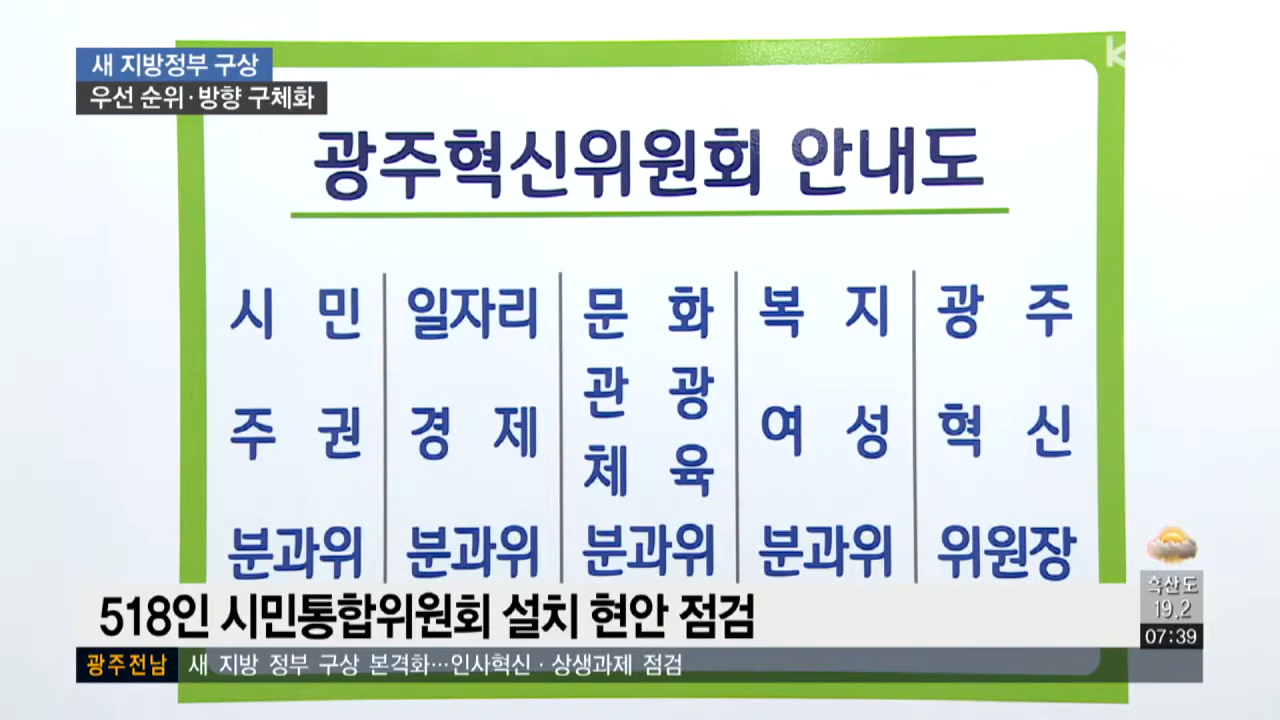 새 지방정부 구상
우선 순위·방향 구체화
광주혁신위원회 안내도
시 민
주 권
분과위
일자리
경 제
분과위
문 화
관 광
체 육
분과위
복 지
여 성
분과위
광 주
혁 신
위원장
518인 시민통합위원회 설치 현안 점검
흑산도
19.2
07:39
광주전남
새 지방 정부 구상 본격화…인사혁신·상생과제 점검